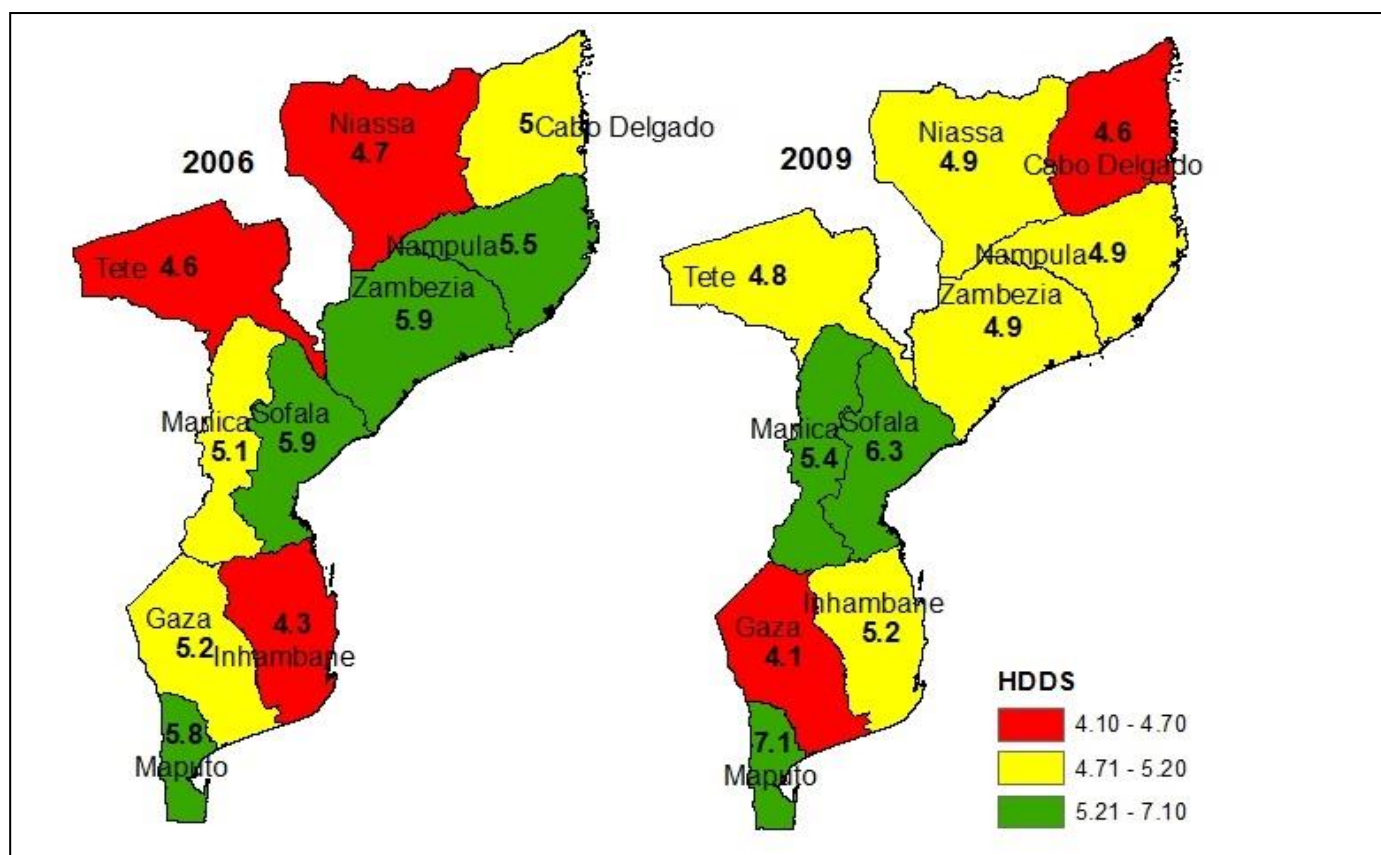 2006
Niassa
4.7
5 Cabo Delgado
Tete 4.6
Nampula 5.5
Zambezia
5.9
Manica
5.1
Sofala
5.9
Gaza
5.2
4.3
Inhambane
5.8
Maputo
2009
Niassa
4.9
4.6
Cabo Delgado
Tete 4.8
Nampula 4.9
Zambezia
4.9
Manica
5.4
Sofala
6.3
Gaza
4.1
Inhambane
5.2
7.1
Maputo
HDDS
4.10 - 4.70
4.71 - 5.20
5.21 - 7.10